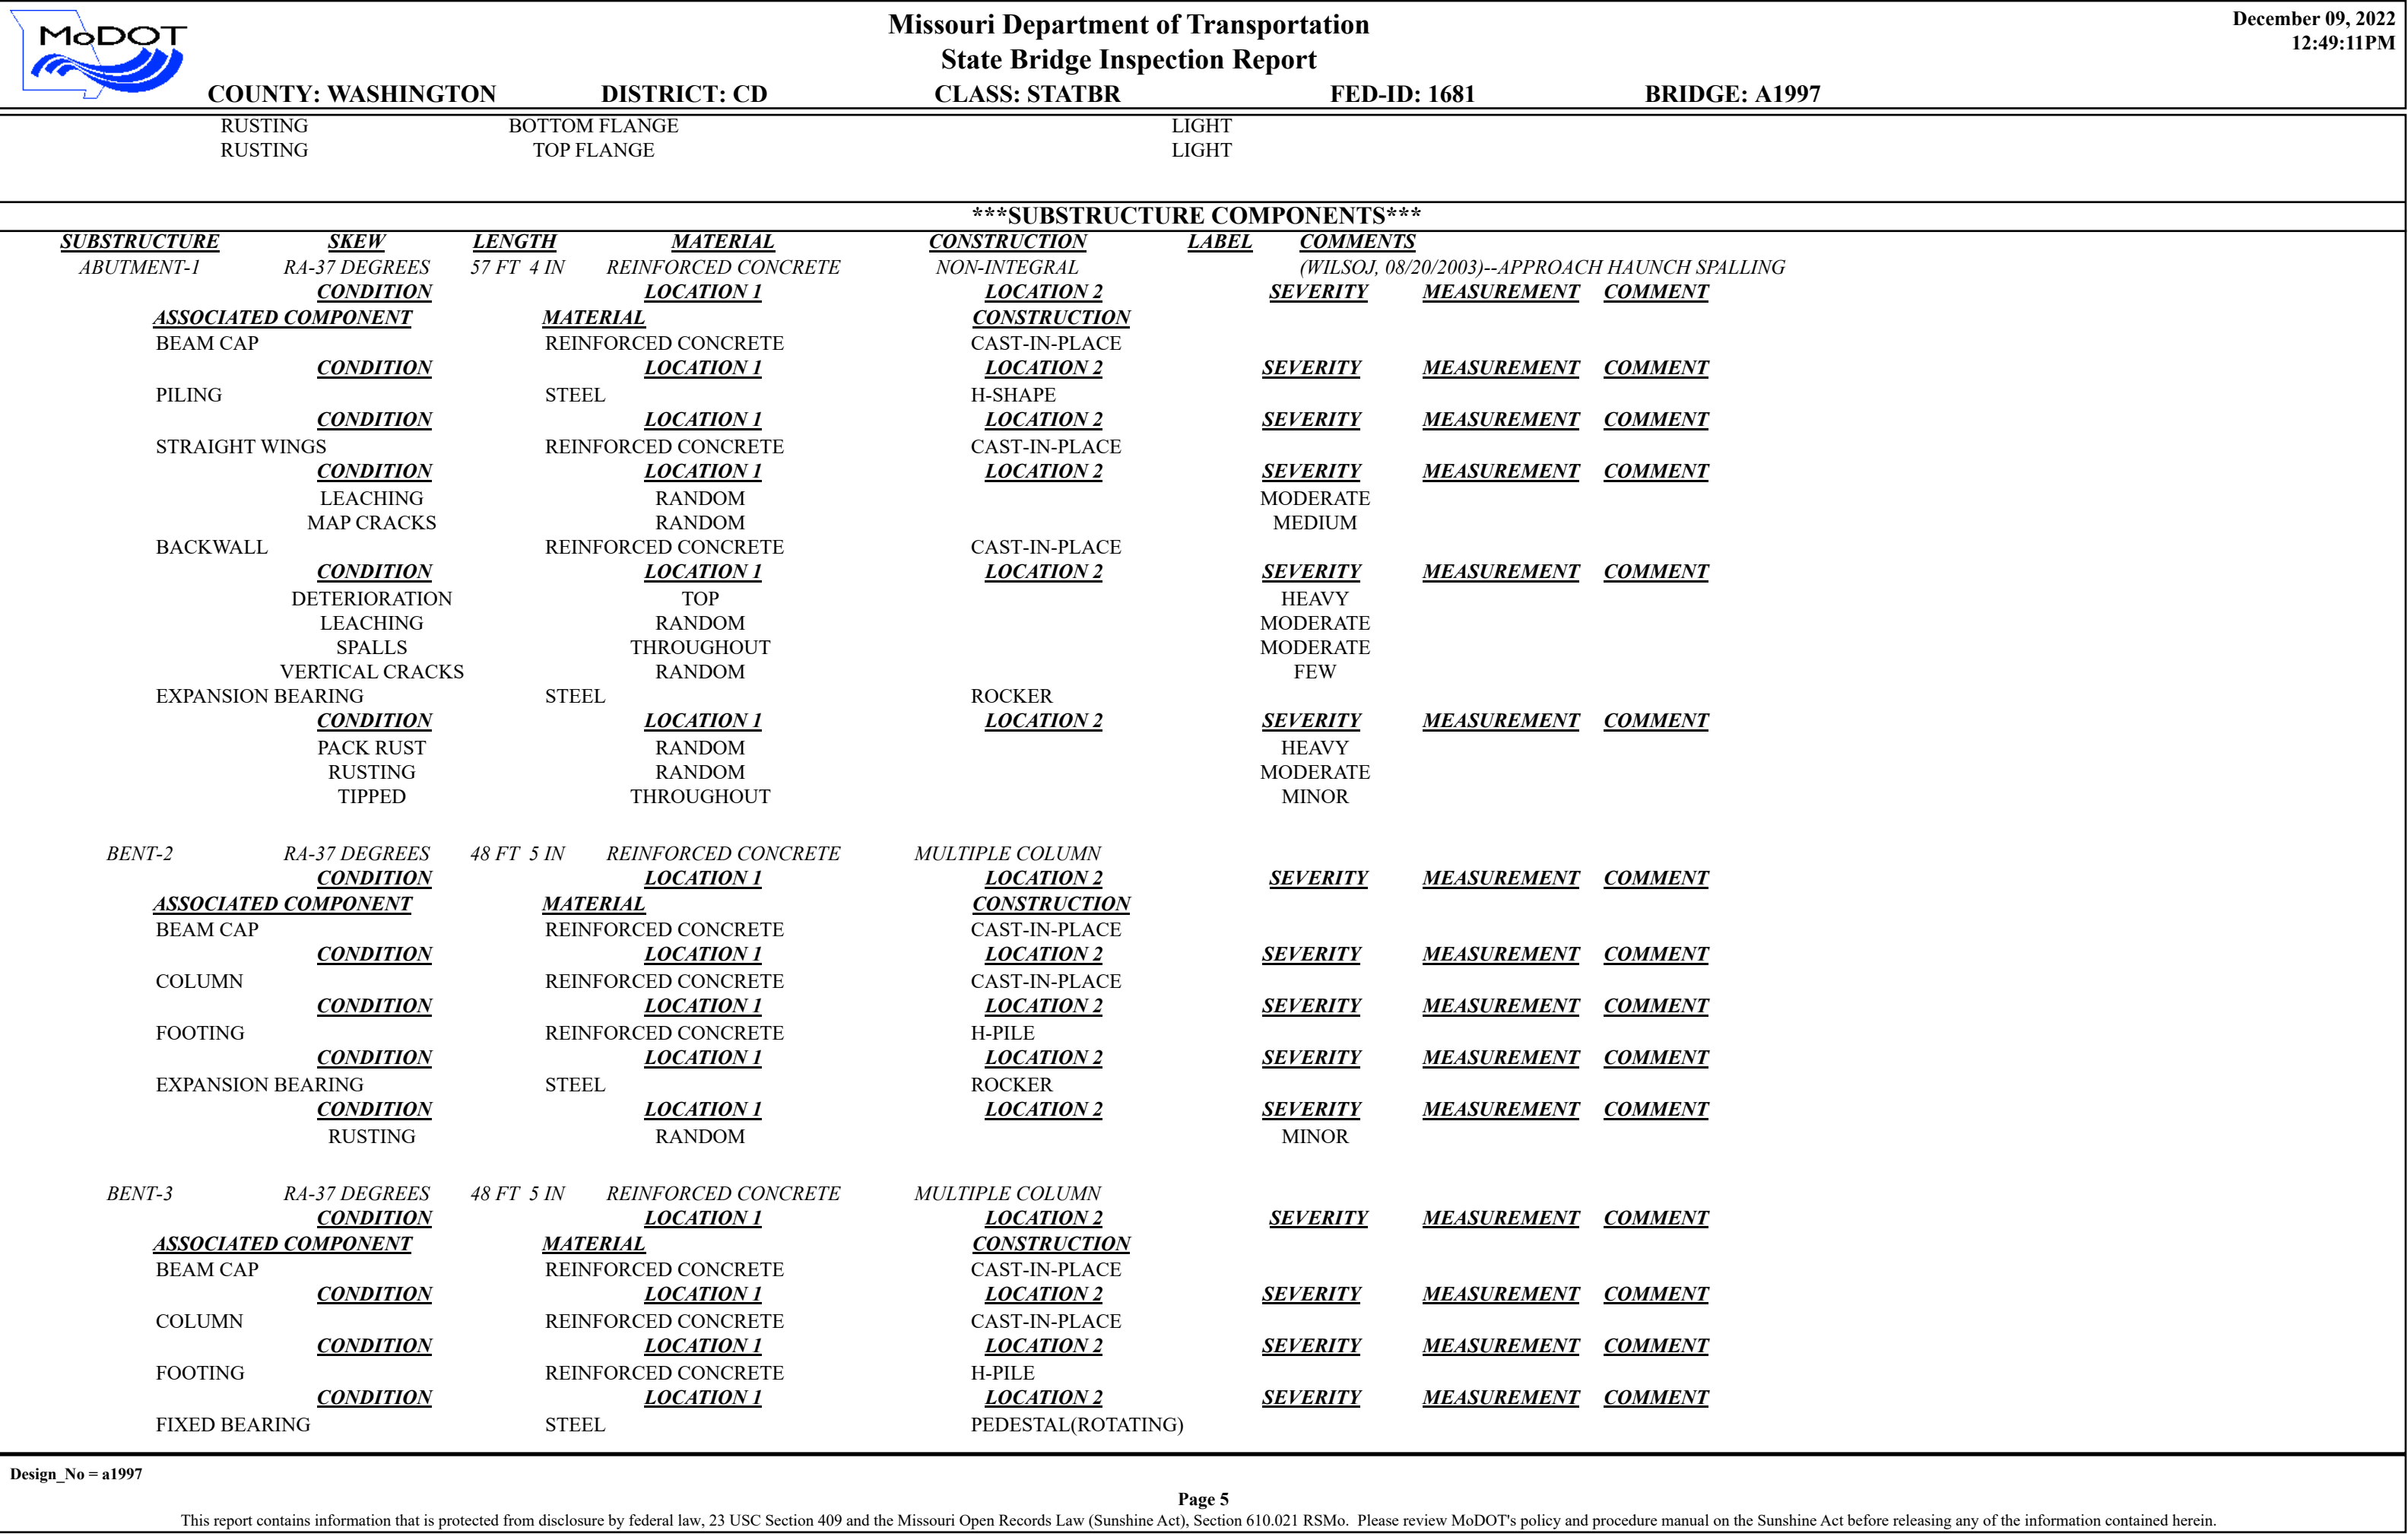 MoDOT
Missouri Department of Transportation
State Bridge Inspection Report
December 09, 2022
12:49:11PM
COUNTY: WASHINGTON DISTRICT: CD CLASS: STATBR FED-ID: 1681 BRIDGE: A1997
RUSTING BOTTOM FLANGE LIGHT
RUSTING TOP FLANGE LIGHT
***SUBSTRUCTURE COMPONENTS***
SUBSTRUCTURE SKEW LENGTH MATERIAL CONSTRUCTION LABEL COMMENTS
ABUTMENT-1 RA-37 DEGREES 57 FT 4 IN REINFORCED CONCRETE NON-INTEGRAL (WILSOJ, 08/20/2003)--APPROACH HAUNCH SPALLING
CONDITION LOCATION 1 LOCATION 2 SEVERITY MEASUREMENT COMMENT
ASSOCIATED COMPONENT MATERIAL CONSTRUCTION
BEAM CAP REINFORCED CONCRETE CAST-IN-PLACE
CONDITION LOCATION 1 LOCATION 2 SEVERITY MEASUREMENT COMMENT
PILING STEEL H-SHAPE
CONDITION LOCATION 1 LOCATION 2 SEVERITY MEASUREMENT COMMENT
STRAIGHT WINGS REINFORCED CONCRETE CAST-IN-PLACE
CONDITION LOCATION 1 LOCATION 2 SEVERITY MEASUREMENT COMMENT
LEACHING RANDOM MODERATE
MAP CRACKS RANDOM MEDIUM
BACKWALL REINFORCED CONCRETE CAST-IN-PLACE
CONDITION LOCATION 1 LOCATION 2 SEVERITY MEASUREMENT COMMENT
DETERIORATION TOP HEAVY
LEACHING RANDOM MODERATE
SPALLS THROUGHOUT MODERATE
VERTICAL CRACKS RANDOM FEW
EXPANSION BEARING STEEL ROCKER
CONDITION LOCATION 1 LOCATION 2 SEVERITY MEASUREMENT COMMENT
PACK RUST RANDOM HEAVY
RUSTING RANDOM MODERATE
TIPPED THROUGHOUT MINOR
BENT-2 RA-37 DEGREES 48 FT 5 IN REINFORCED CONCRETE MULTIPLE COLUMN
CONDITION LOCATION 1 LOCATION 2 SEVERITY MEASUREMENT COMMENT
ASSOCIATED COMPONENT MATERIAL CONSTRUCTION
BEAM CAP REINFORCED CONCRETE CAST-IN-PLACE
CONDITION LOCATION 1 LOCATION 2 SEVERITY MEASUREMENT COMMENT
COLUMN REINFORCED CONCRETE CAST-IN-PLACE
CONDITION LOCATION 1 LOCATION 2 SEVERITY MEASUREMENT COMMENT
FOOTING REINFORCED CONCRETE H-PILE
CONDITION LOCATION 1 LOCATION 2 SEVERITY MEASUREMENT COMMENT
EXPANSION BEARING STEEL ROCKER
CONDITION LOCATION 1 LOCATION 2 SEVERITY MEASUREMENT COMMENT
RUSTING RANDOM MINOR
BENT-3 RA-37 DEGREES 48 FT 5 IN REINFORCED CONCRETE MULTIPLE COLUMN
CONDITION LOCATION 1 LOCATION 2 SEVERITY MEASUREMENT COMMENT
ASSOCIATED COMPONENT MATERIAL CONSTRUCTION
BEAM CAP REINFORCED CONCRETE CAST-IN-PLACE
CONDITION LOCATION 1 LOCATION 2 SEVERITY MEASUREMENT COMMENT
COLUMN REINFORCED CONCRETE CAST-IN-PLACE
CONDITION LOCATION 1 LOCATION 2 SEVERITY MEASUREMENT COMMENT
FOOTING REINFORCED CONCRETE H-PILE
CONDITION LOCATION 1 LOCATION 2 SEVERITY MEASUREMENT COMMENT
FIXED BEARING STEEL PEDESTAL(ROTATING)
Design_No = a1997
Page 5
This report contains information that is protected from disclosure by federal law, 23 USC Section 409 and the Missouri Open Records Law (Sunshine Act), Section 610.021 RSMo. Please review MoDOT's policy and procedure manual on the Sunshine Act before releasing any of the information contained herein.